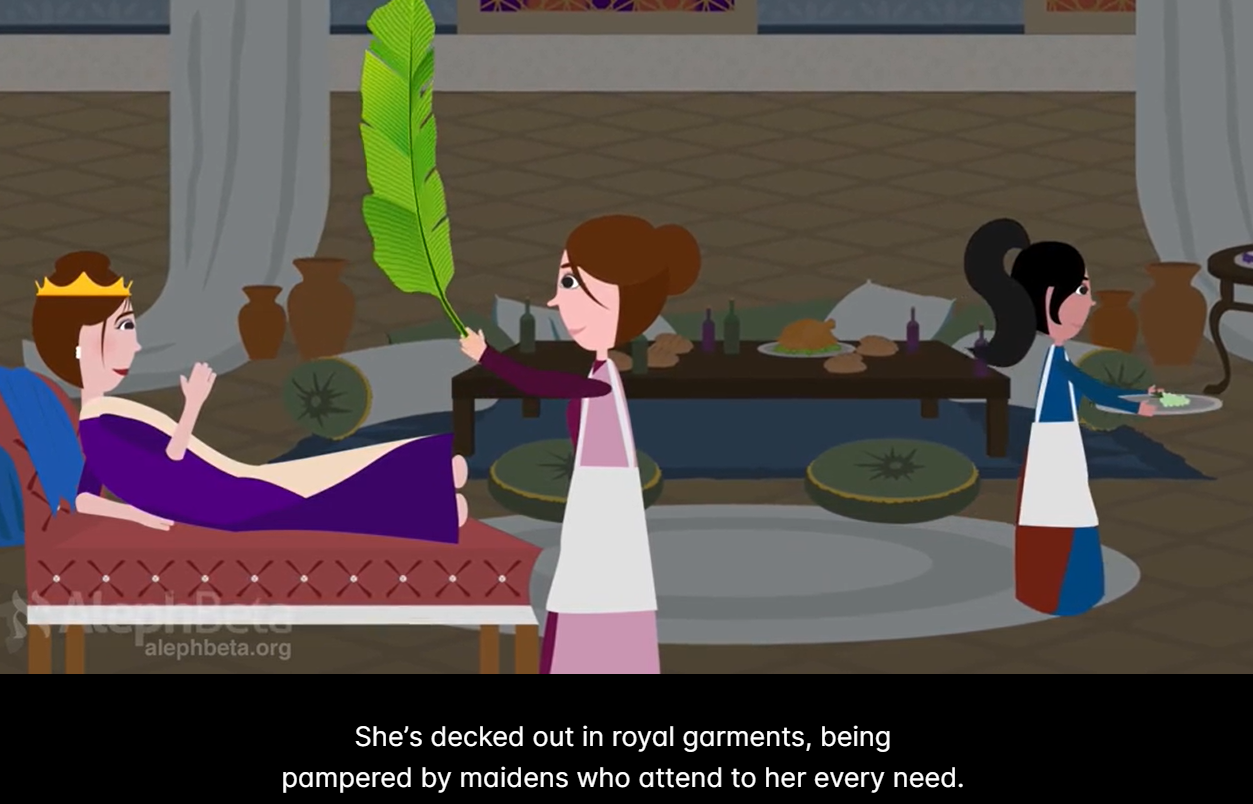 AlephBeta
alephbeta.org
She’s decked out in royal garments, being
pampered by maidens who attend to her every need.